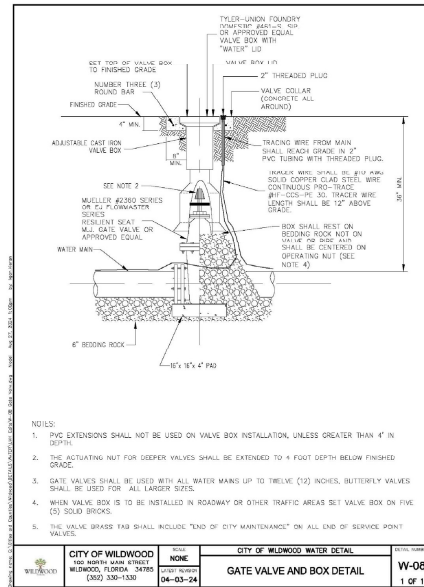 TYLER-UNION FOUNDRY
DOMESTIC #461-S, SIP
OR APPROVED EQUAL
VALVE BOX WITH
"WATER" LID
VALVE BOX LID
SET TOP OF VALVE BOX
TO FINISHED GRADE
2" THREADED PLUG
NUMBER THREE (3)
ROUND BAR
VALVE COLLAR
(CONCRETE ALL
AROUND)
FINISHED GRADE
4" MIN.
ADJUSTABLE CAST IRON
VALVE BOX
8"
MIN.
TRACING WIRE FROM MAIN
SHALL REACH GRADE IN 2"
PVC TUBING WITH THREADED PLUG.
TRACER WIRE SHALL BE #10 AWG
SOLID COPPER CLAD STEEL WIRE
CONTINUOUS PRO-TRACE
#HF-CCS-PE 30. TRACER WIRE
LENGTH SHALL BE 12" ABOVE
GRADE.
36" MIN.
SEE NOTE 2
MUELLER #2360 SERIES
OR EJ FLOWMASTER
SERIES
RESILIENT SEAT
M.J. GATE VALVE OR
APPROVED EQUAL
BOX SHALL REST ON
BEDDING ROCK NOT ON
VALVE OR PIPE AND
SHALL BE CENTERED ON
OPERATING NUT (SEE
NOTE 4)
WATER MAIN
6" BEDDING ROCK
16"x 16"x 4" PAD
NOTES:
1. PVC EXTENSIONS SHALL NOT BE USED ON VALVE BOX INSTALLATION, UNLESS GREATER THAN 4' IN
DEPTH.
2. THE ACTUATING NUT FOR DEEPER VALVES SHALL BE EXTENDED TO 4 FOOT DEPTH BELOW FINISHED
GRADE.
3. GATE VALVES SHALL BE USED WITH ALL WATER MAINS UP TO TWELVE (12) INCHES, BUTTERFLY VALVES
SHALL BE USED FOR ALL LARGER SIZES.
4. WHEN VALVE BOX IS TO BE INSTALLED IN ROADWAY OR OTHER TRAFFIC AREAS SET VALVE BOX ON FIVE
(5) SOLID BRICKS.
5. THE VALVE BRASS TAG SHALL INCLUDE "END OF CITY MAINTENANCE" ON ALL END OF SERVICE POINT
VALVES.
WILDWOOD
CITY OF WILDWOOD
100 NORTH MAIN STREET
WILDWOOD, FLORIDA 34785
(352) 330-1330
SCALE
NONE
LATEST REVISION
04-03-24
CITY OF WILDWOOD WATER DETAIL
GATE VALVE AND BOX DETAIL
DETAIL NUMBER
W-08
1 OF 1